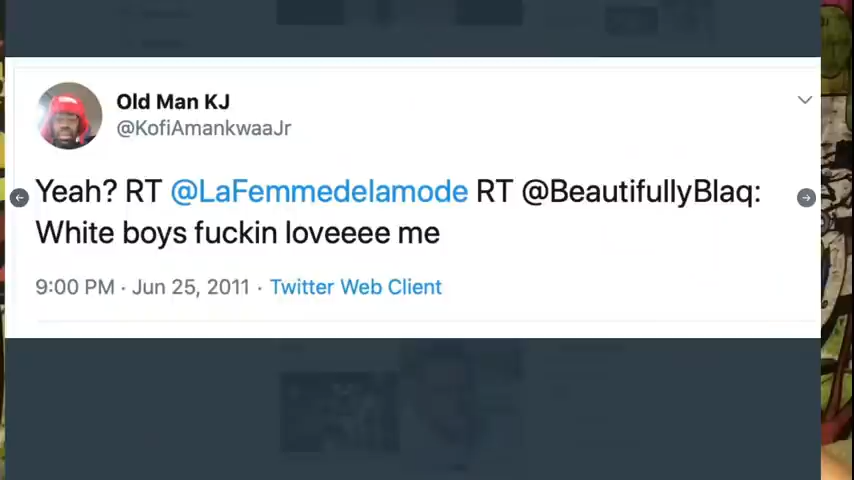 Old Man KJ
@KofiAmankwaaJr
Yeah? RT @LaFemmedelamode RT @BeautifullyBlaq:
White boys fuckin loveeee me
9:00 PM · Jun 25, 2011 · Twitter Web Client